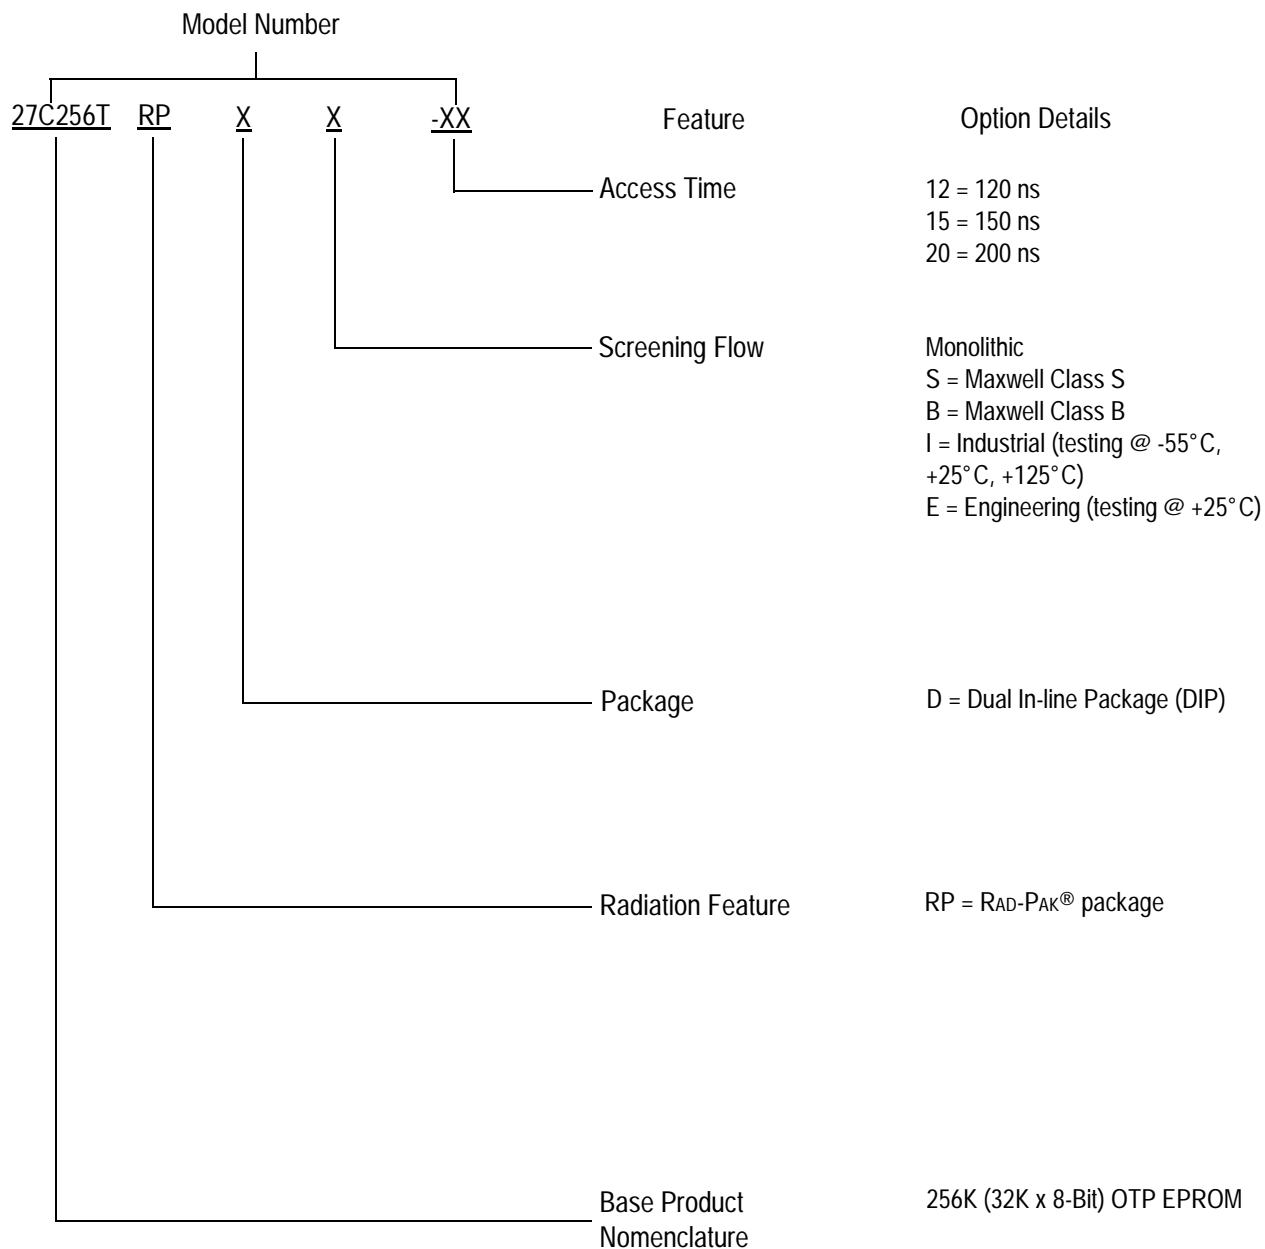 Model Number
27C256T RP X X -XX Feature Option Details
Access Time 12 = 120 ns
15 = 150 ns
20 = 200 ns
Screening Flow Monolithic
S = Maxwell Class S
B = Maxwell Class B
I = Industrial (testing @ -55°C,
+25°C, +125°C)
E = Engineering (testing @ +25°C)
Package D = Dual In-line Package (DIP)
Radiation Feature RP = RAD-PAK® package
Base Product 256K (32K x 8-Bit) OTP EPROM
Nomenclature